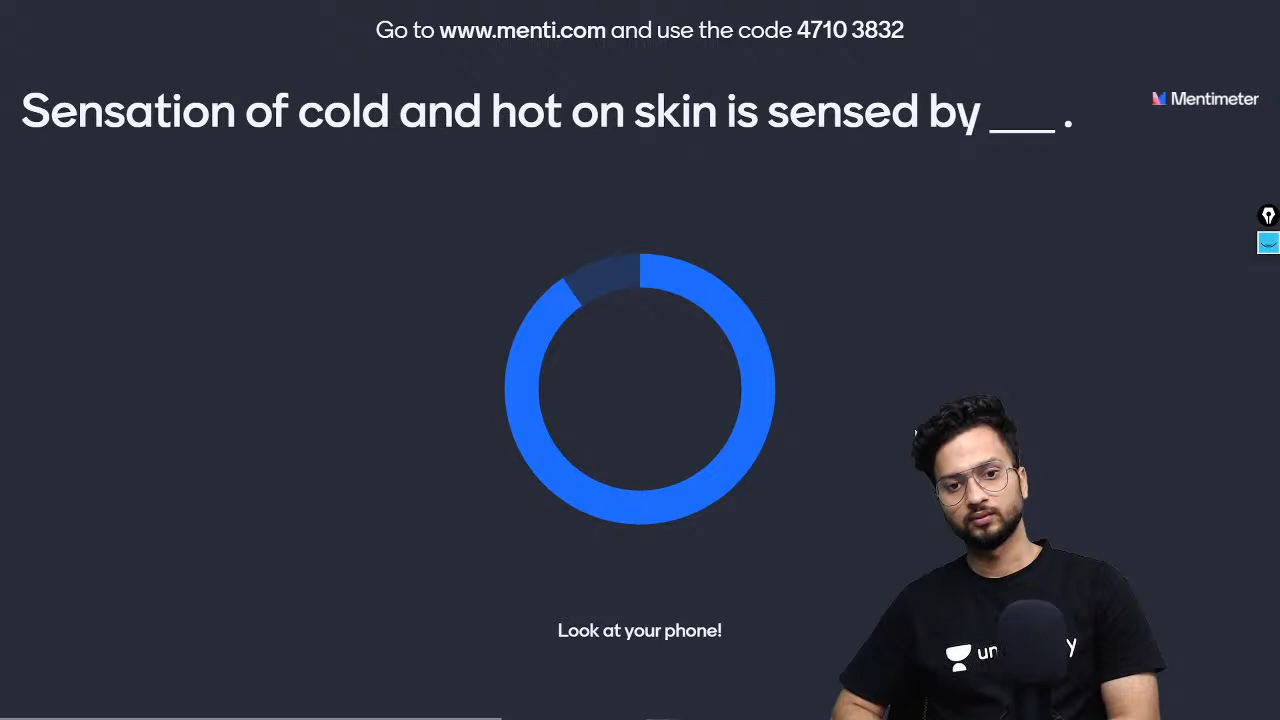 Go to www.menti.com and use the code 4710 3832
Sensation of cold and hot on skin is sensed by ___ .
Mentimeter
Look at your phone!